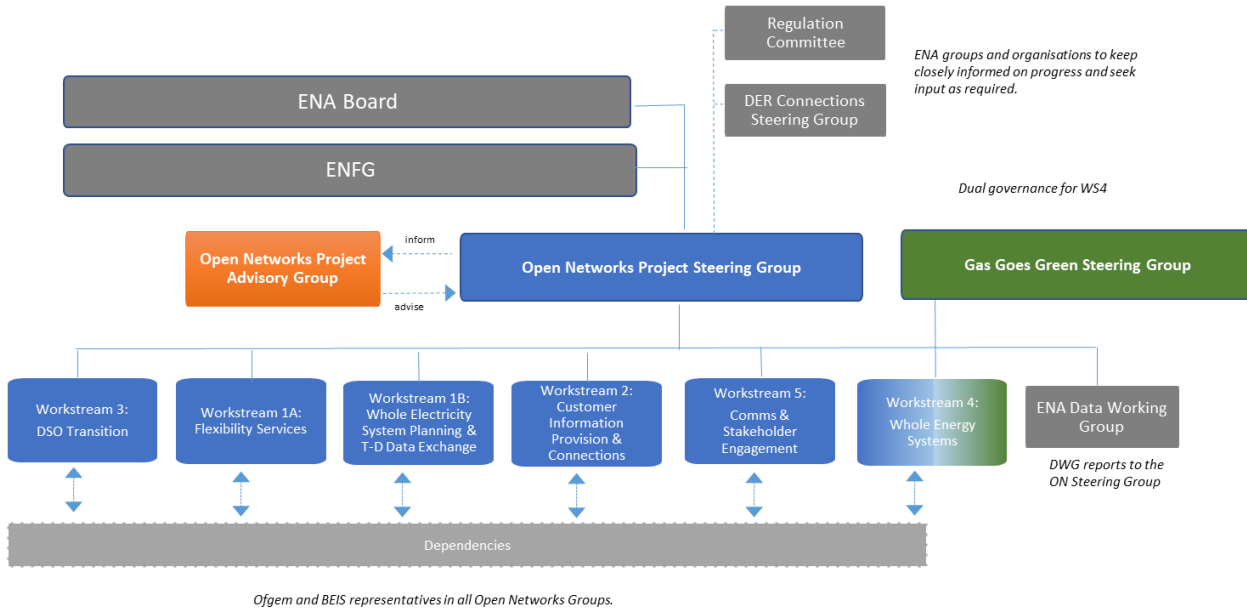 Regulation
Committee
ENA groups and organisations to keep
closely informed on progress and seek
input as required.
ENA Board
DER Connections
Steering Group
ENFG
Dual governance for WS4
Open Networks Project
Advisory Group
inform
advise
Open Networks Project Steering Group
Gas Goes Green Steering Group
Workstream 3:
DSO Transition
Workstream 1A:
Flexibility Services
Workstream 1B:
Whole Electricity
System Planning &
T-D Data Exchange
Workstream 2:
Customer
Information
Provision &
Connections
Workstream 5:
Comms &
Stakeholder
Engagement
Workstream 4:
Whole Energy
Systems
ENA Data Working
Group
DWG reports to the
ON Steering Group
Dependencies
Ofgem and BEIS representatives in all Open Networks Groups.